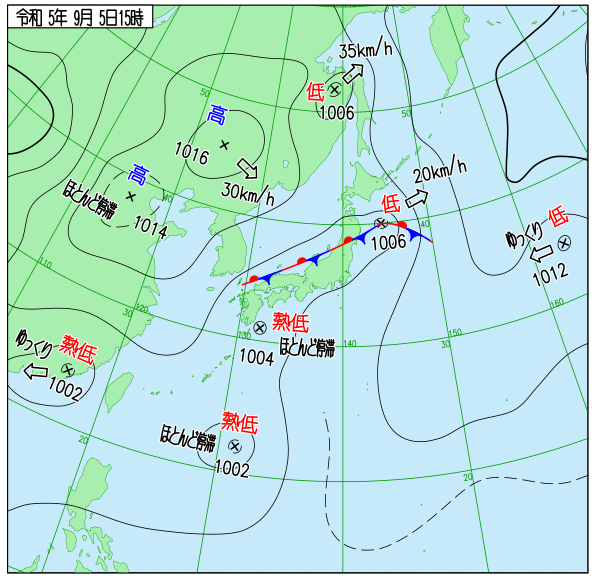 令和 5年 9月 5日15時
35km/h
低
1006
50
50
高
1016
30km/h
高
ほとんど停滞
1014
40
20km/h
低
1006
40
低
ゆっくり
1012
160
30
120
熱低
1004
ほとんど停滞
130
140
150
30
ゆっくり
熱低
1002
熱低
ほとんど停滞
1002
20
20